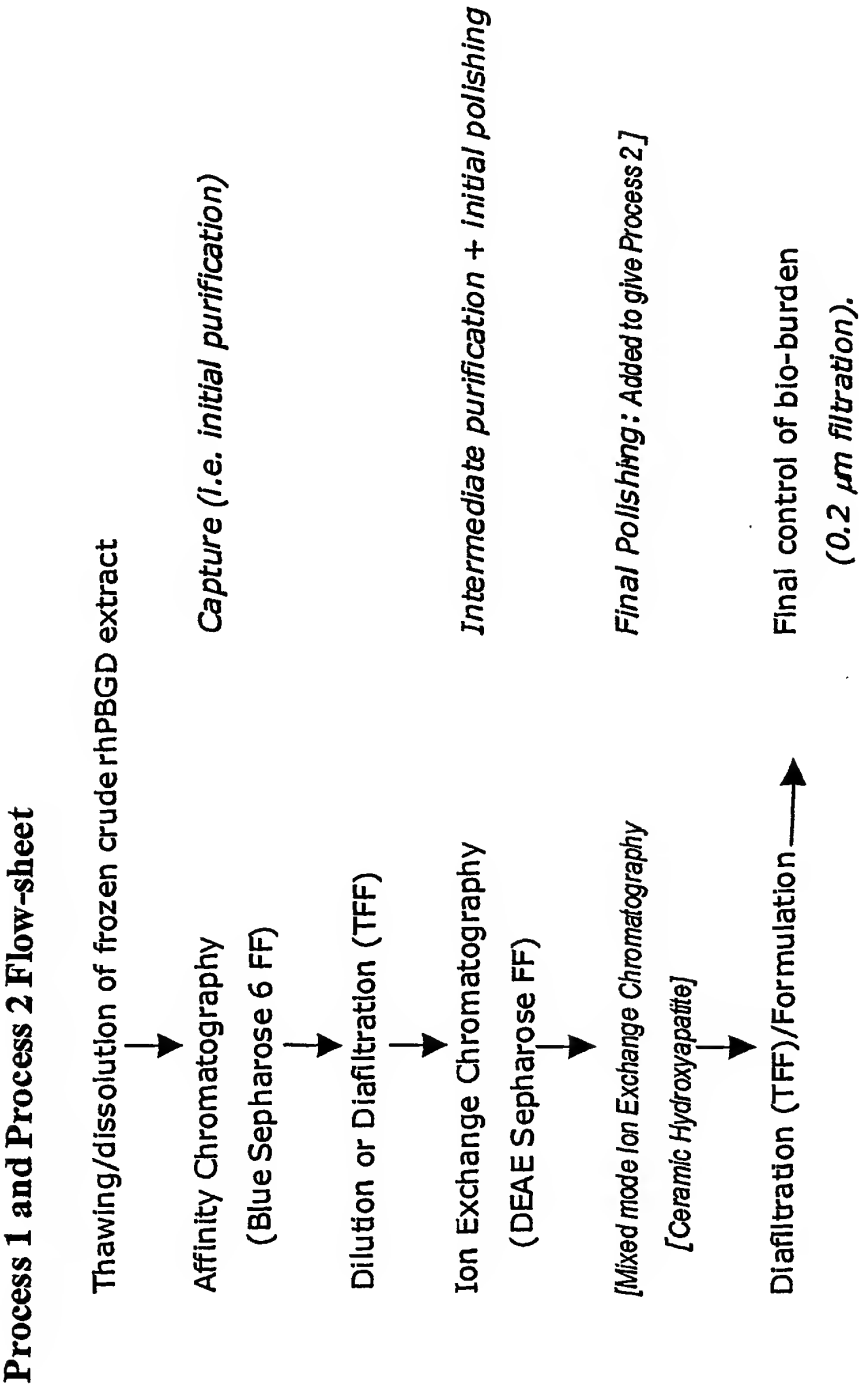 Process 1 and Process 2 Flow-sheet
Thawing/dissolution of frozen crude rhPBGD extract
Affinity Chromatography
(Blue Sepharose 6 FF)
Capture (i.e. initial purification)
Dilution or Diafiltration (TFF)
Ion Exchange Chromatography
(DEAE Sepharose FF)
Intermediate purification + initial polishing
[Mixed mode Ion Exchange Chromatography
[Ceramic Hydroxyapatite]
Final Polishing: Added to give Process 2]
Diafiltration (TFF)/Formulation
Final control of bio-burden
(0.2 µm filtration).